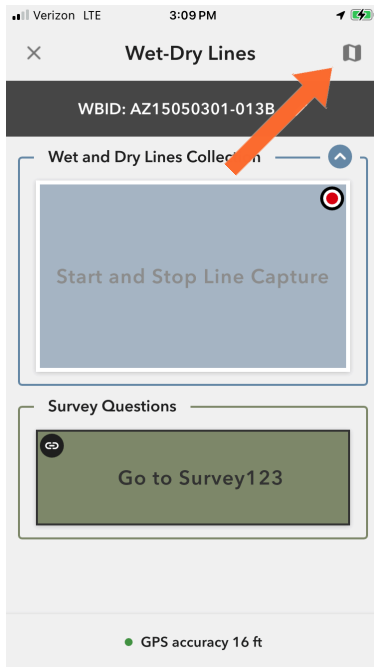 Verizon LTE 3:09 PM
Wet-Dry Lines
WBID: AZ15050301-013B
Wet and Dry Lines Collection
Start and Stop Line Capture
Survey Questions
Go to Survey123
GPS accuracy 16 ft